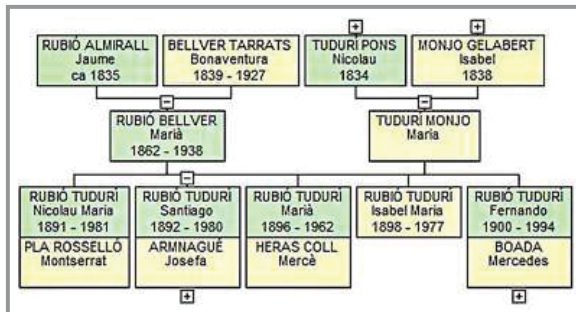 RUBIÓ ALMIRALL
Jaume
ca 1835
BELLVER TARRATS
Bonaventura
1839 - 1927
TUDURÍ PONS
Nicolau
1834
MONJO GELABERT
Isabel
1838
RUBIÓ BELLVER
Marià
1862 - 1938
TUDURÍ MONJO
Maria
RUBIÓ TUDURÍ
Nicolau Maria
1891 - 1981
PLA ROSSELLÓ
Montserrat
RUBIÓ TUDURÍ
Santiago
1892 - 1980
ARMNAGUÉ
Josefa
RUBIÓ TUDURÍ
Marià
1896 - 1962
HERAS COLL
Mercè
RUBIÓ TUDURÍ
Isabel Maria
1898 - 1977
RUBIÓ TUDURÍ
Fernando
1900 - 1994
BOADA
Mercedes